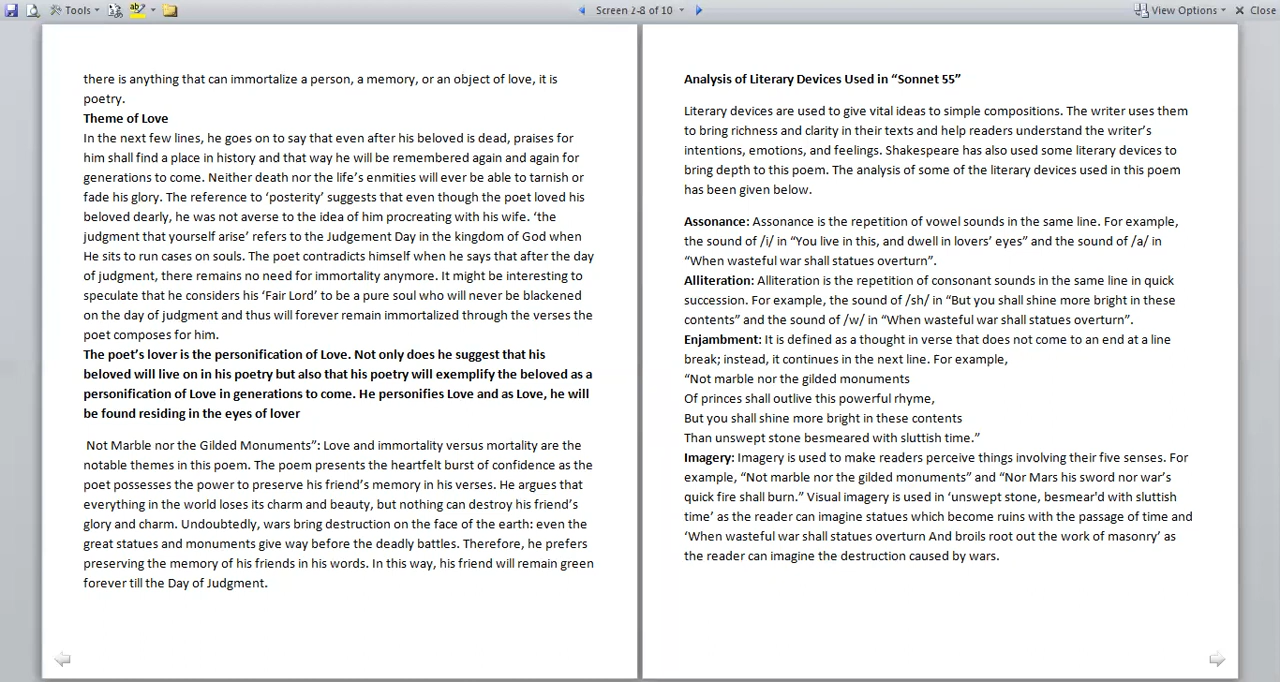 Tools
Screen 2-8 of 10
View Options
Close
there is anything that can immortalize a person, a memory, or an object of love, it is
poetry.
Theme of Love
In the next few lines, he goes on to say that even after his beloved is dead, praises for
him shall find a place in history and that way he will be remembered again and again for
generations to come. Neither death nor the life’s enmities will ever be able to tarnish or
fade his glory. The reference to ‘posterity’ suggests that even though the poet loved his
beloved dearly, he was not averse to the idea of him procreating with his wife. ‘the
judgment that yourself arise’ refers to the Judgement Day in the kingdom of God when
He sits to run cases on souls. The poet contradicts himself when he says that after the day
of judgment, there remains no need for immortality anymore. It might be interesting to
speculate that he considers his ‘Fair Lord’ to be a pure soul who will never be blackened
on the day of judgment and thus will forever remain immortalized through the verses the
poet composes for him.
The poet’s lover is the personification of Love. Not only does he suggest that his
beloved will live on in his poetry but also that his poetry will exemplify the beloved as a
personification of Love in generations to come. He personifies Love and as Love, he will
be found residing in the eyes of lover
Not Marble nor the Gilded Monuments”: Love and immortality versus mortality are the
notable themes in this poem. The poem presents the heartfelt burst of confidence as the
poet possesses the power to preserve his friend’s memory in his verses. He argues that
everything in the world loses its charm and beauty, but nothing can destroy his friend’s
glory and charm. Undoubtedly, wars bring destruction on the face of the earth: even the
great statues and monuments give way before the deadly battles. Therefore, he prefers
preserving the memory of his friends in his words. In this way, his friend will remain green
forever till the Day of Judgment.
Analysis of Literary Devices Used in “Sonnet 55”
Literary devices are used to give vital ideas to simple compositions. The writer uses them
to bring richness and clarity in their texts and help readers understand the writer’s
intentions, emotions, and feelings. Shakespeare has also used some literary devices to
bring depth to this poem. The analysis of some of the literary devices used in this poem
has been given below.
Assonance: Assonance is the repetition of vowel sounds in the same line. For example,
the sound of /i/ in “You live in this, and dwell in lovers’ eyes” and the sound of /a/ in
“When wasteful war shall statues overturn”.
Alliteration: Alliteration is the repetition of consonant sounds in the same line in quick
succession. For example, the sound of /sh/ in “But you shall shine more bright in these
contents” and the sound of /w/ in “When wasteful war shall statues overturn”.
Enjambment: It is defined as a thought in verse that does not come to an end at a line
break; instead, it continues in the next line. For example,
“Not marble nor the gilded monuments
Of princes shall outlive this powerful rhyme,
But you shall shine more bright in these contents
Than unswept stone besmeared with sluttish time.”
Imagery: Imagery is used to make readers perceive things involving their five senses. For
example, “Not marble nor the gilded monuments” and “Nor Mars his sword nor war’s
quick fire shall burn.” Visual imagery is used in ‘unswept stone, besmear'd with sluttish
time’ as the reader can imagine statues which become ruins with the passage of time and
‘When wasteful war shall statues overturn And broils root out the work of masonry’ as
the reader can imagine the destruction caused by wars.